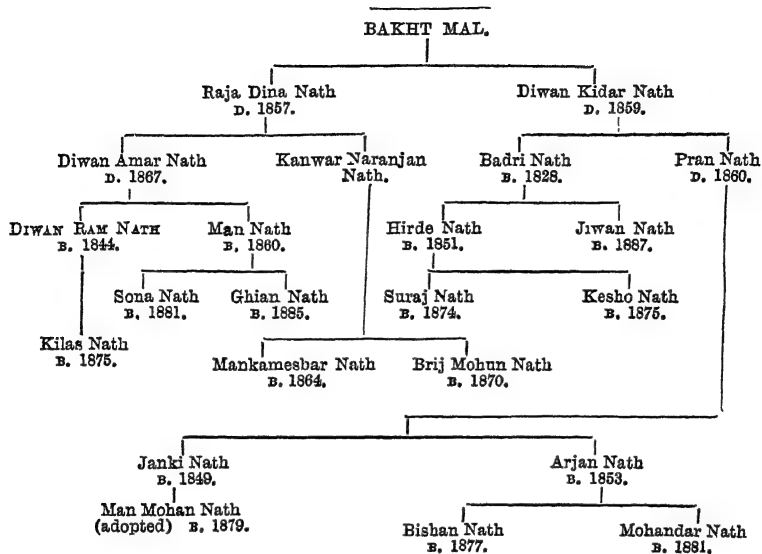 BAKHT MAL.
Raja Dina Nath Diwan Kidar Nath
D. 1857. D. 1859.
Diwan Amar Nath Kanwar Naranjan Badri Nath Pran Nath
D. 1867. Nath. B. 1828. D. 1860.
DIWAN RAM NATH Man Nath Hirde Nath Jiwan Nath
B. 1844. B. 1860. B. 1851. B. 1887.
Sona Nath Ghian Nath Suraj Nath Kesho Nath
B. 1881. B. 1885. B. 1874. B. 1875.
Kilas Nath
B. 1875.
Mankamesbar Nath Brij Mohun Nath
B. 1864. B. 1870.
Janki Nath Arjan Nath
B. 1849. B. 1853.
Man Mohan Nath
(adopted) B. 1879.
Bishan Nath Mohandar Nath
B. 1877. B. 1881.